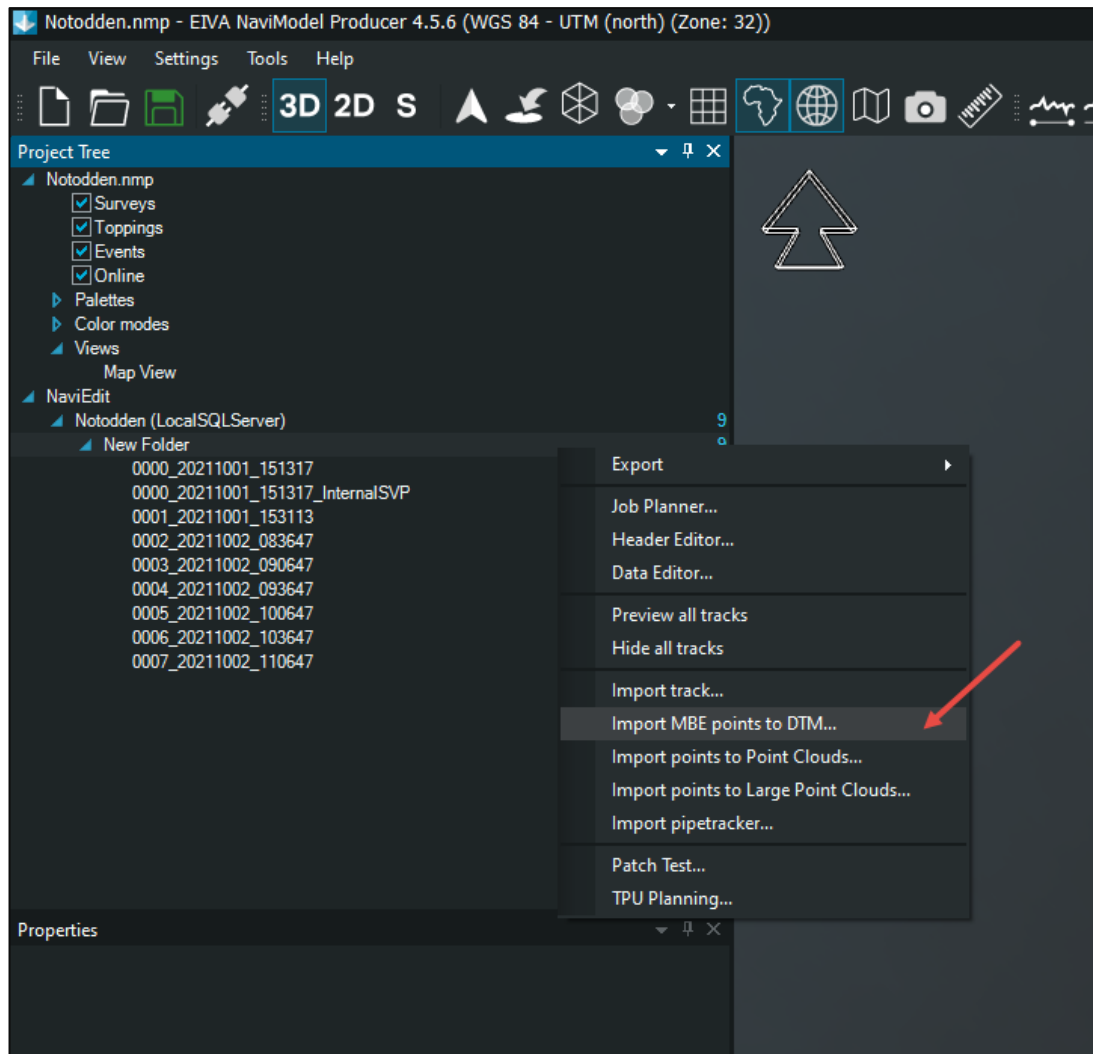 Notodden.nmp - EIVA NaviModel Producer 4.5.6 (WGS 84 - UTM (north) (Zone: 32))
File View Settings Tools Help
3D 2D S
Project Tree
Notodden.nmp
Surveys
Toppings
Events
Online
Palettes
Color modes
Views
Map View
NaviEdit
Notodden (LocalSQLServer) 9
New Folder 9
0000_20211001_151317
0000_20211001_151317_InternalSVP
0001_20211001_153113
0002_20211002_083647
0003_20211002_090647
0004_20211002_093647
0005_20211002_100647
0006_20211002_103647
0007_20211002_110647
Export
Job Planner...
Header Editor...
Data Editor...
Preview all tracks
Hide all tracks
Import track...
Import MBE points to DTM...
Import points to Point Clouds...
Import points to Large Point Clouds...
Import pipetracker...
Patch Test...
TPU Planning...
Properties